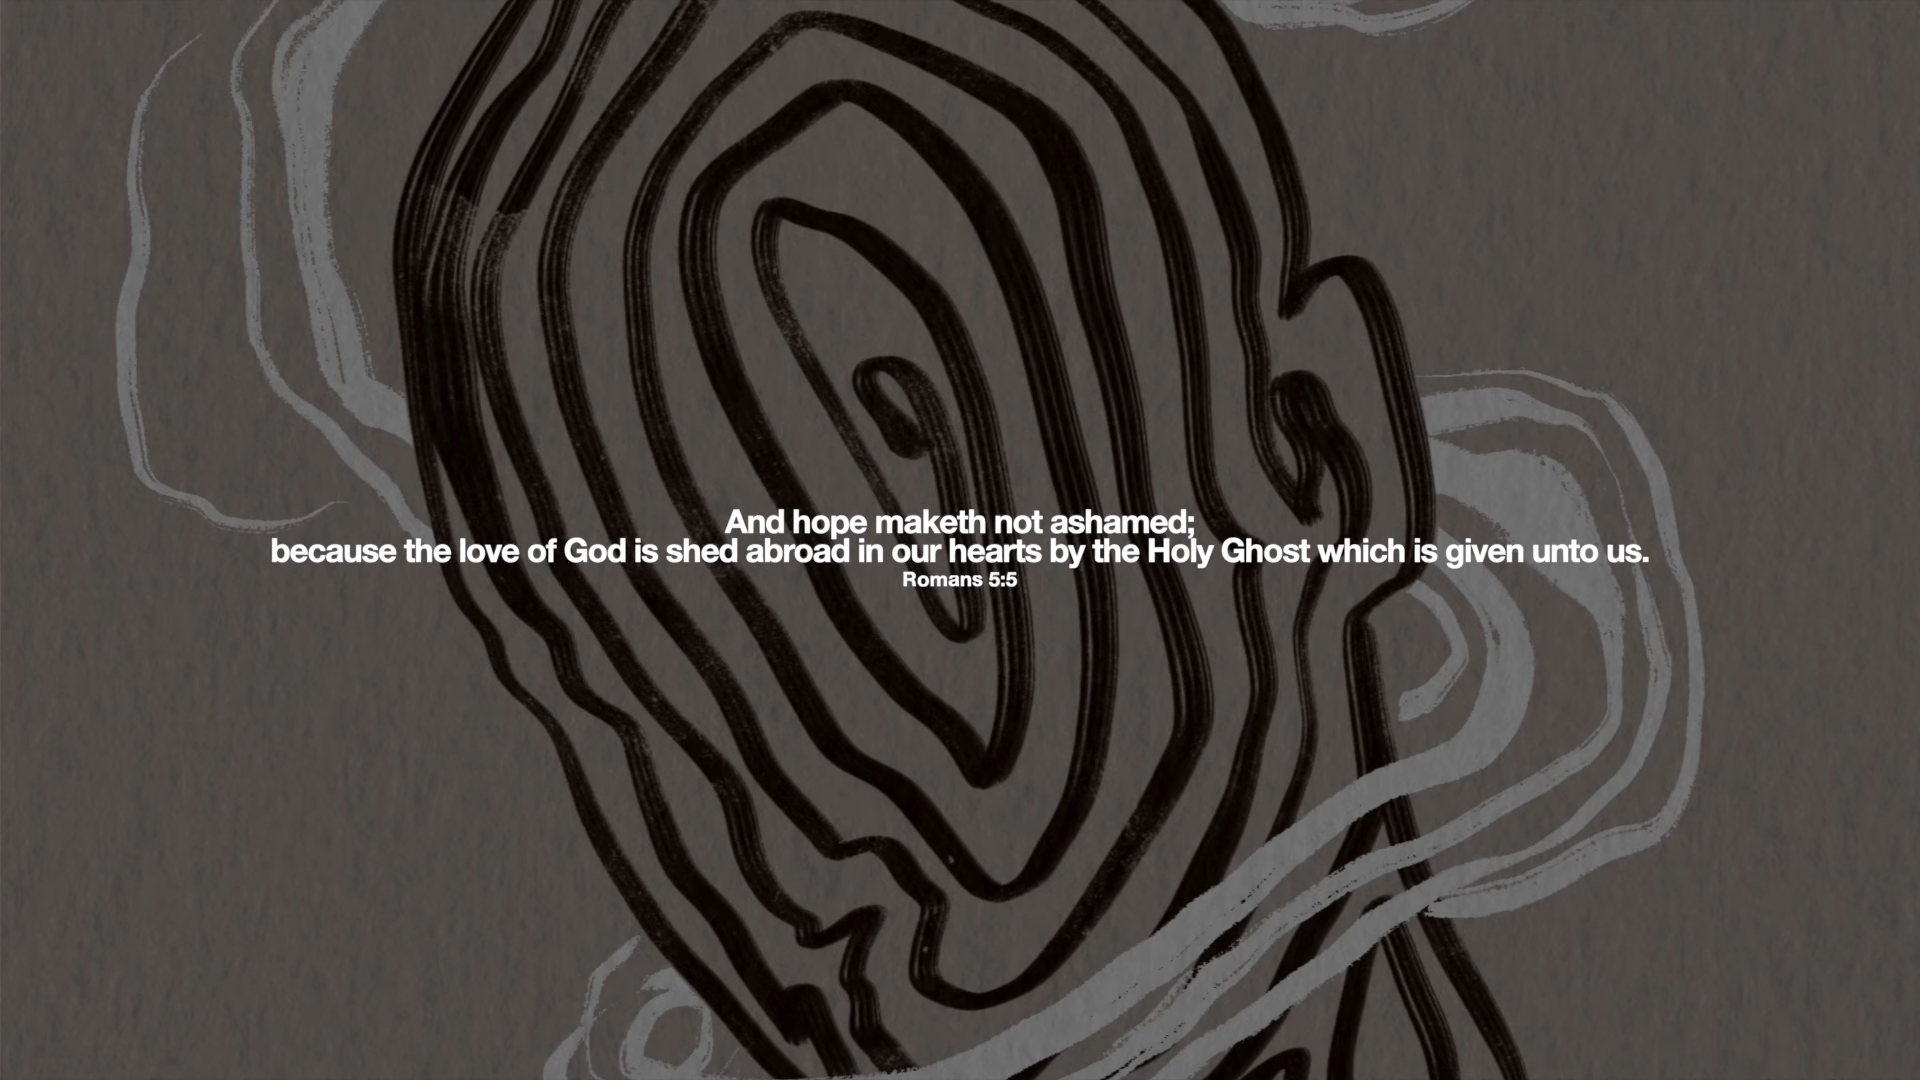 And hope maketh not ashamed;
because the love of God is shed abroad in our hearts by the Holy Ghost which is given unto us.
Romans 5:5